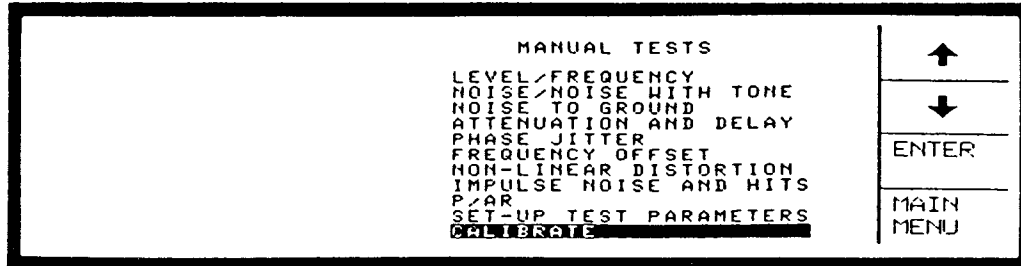 MANUAL TESTS
LEVEL/FREQUENCY
NOISE/NOISE WITH TONE
NOISE TO GROUND
ATTENUATION AND DELAY
PHASE JITTER
FREQUENCY OFFSET
NON-LINEAR DISTORTION
IMPULSE NOISE AND HITS
P/AR
SET-UP TEST PARAMETERS
CALIBRATE
ENTER
MAIN
MENU